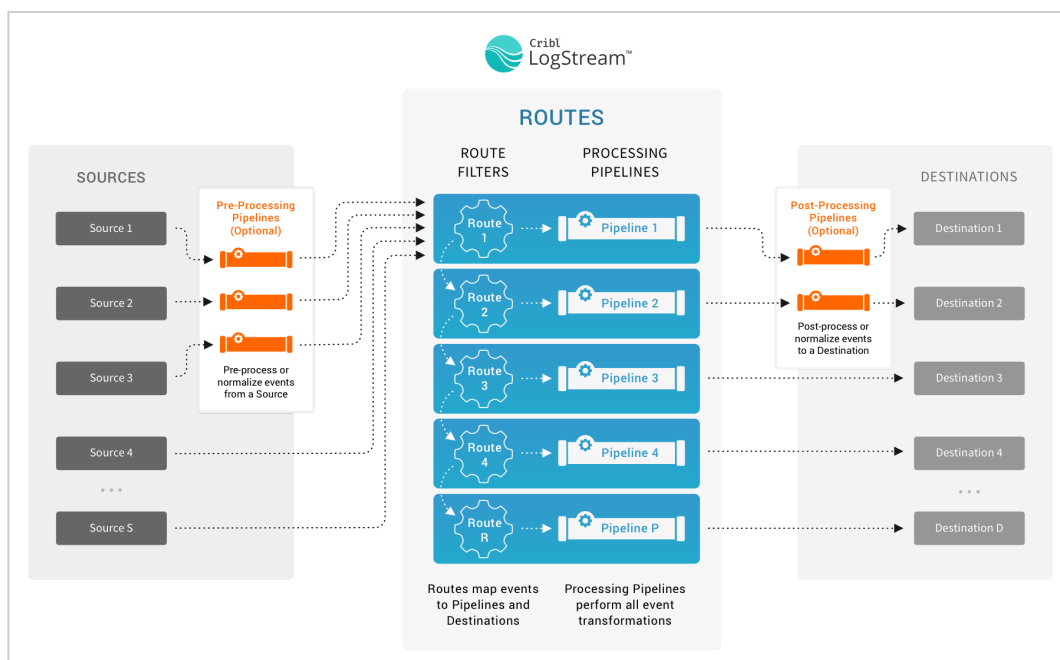 Cribl
LogStream™
ROUTES
ROUTE
FILTERS
PROCESSING
PIPELINES
SOURCES
Source 1
Source 2
Source 3
Source 4
...
Source S
Pre-Processing
Pipelines
(Optional)
Pre-process or
normalize events
from a Source
Route
1
Pipeline 1
Route
2
Pipeline 2
Route
3
Pipeline 3
Route
4
Pipeline 4
Route
R
Pipeline P
Routes map events
to Pipelines and
Destinations
Processing Pipelines
perform all event
transformations
Post-Processing
Pipelines
(Optional)
Post-process or
normalize events
to a Destination
DESTINATIONS
Destination 1
Destination 2
Destination 3
Destination 4
...
Destination D